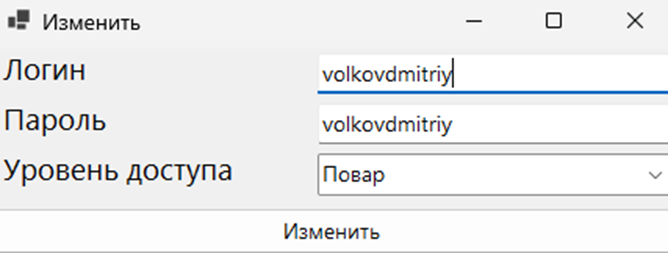 Изменить
Логин volkovdmitriy
Пароль volkovdmitriy
Уровень доступа Повар
Изменить